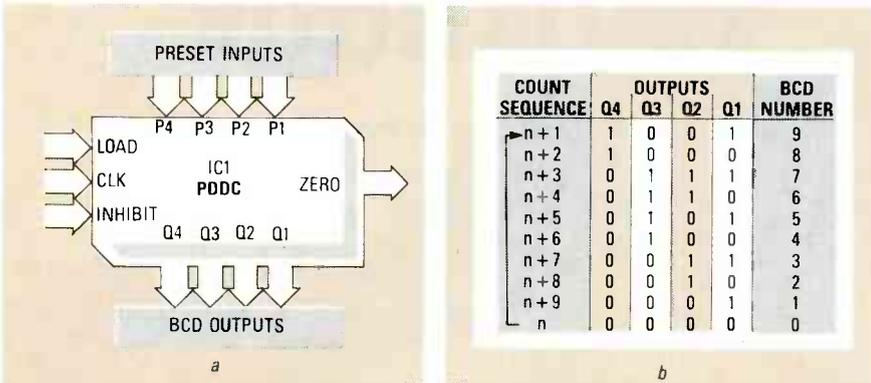 PRESET INPUTS
P4 P3 P2 P1
LOAD
IC1
CLK PDDC ZERO
INHIBIT
Q4 Q3 Q2 Q1
BCD OUTPUTS
a
COUNT SEQUENCE OUTPUTS BCD NUMBER
Q4 Q3 Q2 Q1
n + 1 1 0 0 1 9
n + 2 1 0 0 0 8
n + 3 0 1 1 1 7
n + 4 0 1 1 0 6
n + 5 0 1 0 1 5
n + 6 0 1 0 0 4
n + 7 0 0 1 1 3
n + 8 0 0 1 0 2
n + 9 0 0 0 1 1
n 0 0 0 0 0
b